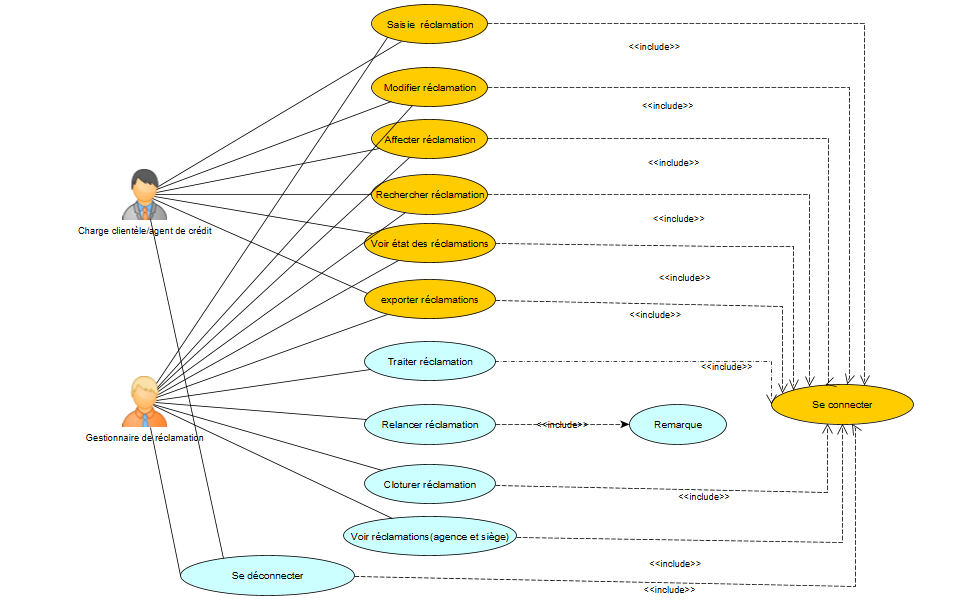 Saisie réclamation
<<include>>
Modifier réclamation
<<include>>
Affecter réclamation
<<include>>
Rechercher réclamation
<<include>>
Charge clientèle/agent de crédit
Voir état des réclamations
<<include>>
exporter réclamations
<<include>>
Traiter réclamation
<<include>>
Se connecter
Relancer réclamation
<<include>>
Remarque
Gestionnaire de réclamation
Cloturer réclamation
<<include>>
Voir réclamations(agence et siège)
<<include>>
Se déconnecter
<<include>>